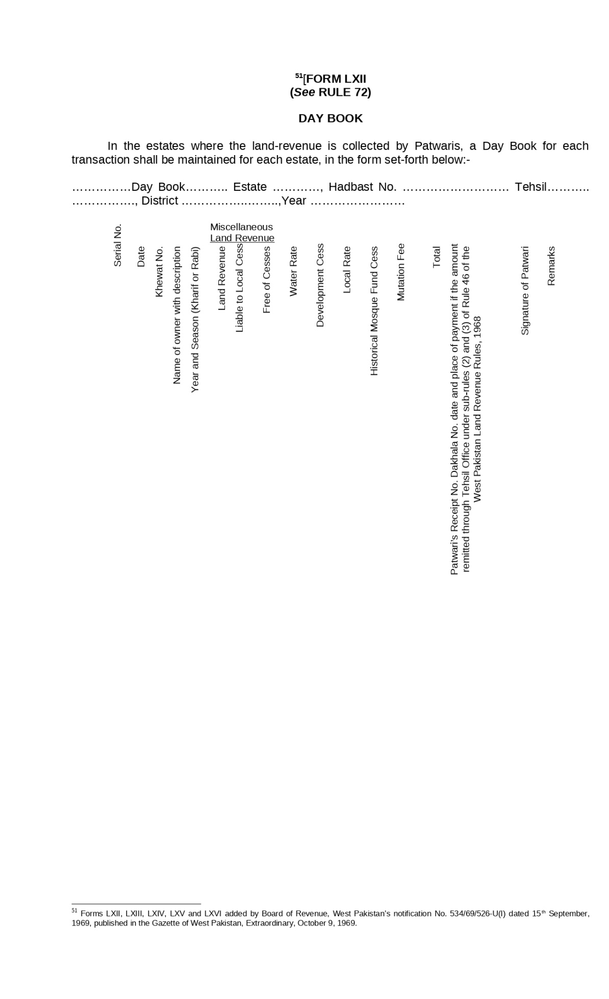 51[FORM LXII
(See RULE 72)
DAY BOOK
In the estates where the land-revenue is collected by Patwaris, a Day Book for each
transaction shall be maintained for each estate, in the form set-forth below:-
……………Day Book……….. Estate …………, Hadbast No. ……………………… Tehsil………..
……………., District ……………..……..,Year ……………………
Serial No.
Date
Khewat No.
Name of owner with description
Year and Season (Kharif or Rabi)
Miscellaneous
Land Revenue
Land Revenue
Liable to Local Cess
Free of Cesses
Water Rate
Development Cess
Local Rate
Historical Mosque Fund Cess
Mutation Fee
Total
Patwari’s Receipt No. Dakhala No. date and place of payment if the amount
remitted through Tehsil Office under sub-rules (2) and (3) of Rule 46 of the
West Pakistan Land Revenue Rules, 1968
Signature of Patwari
Remarks
51 Forms LXII, LXIII, LXIV, LXV and LXVI added by Board of Revenue, West Pakistan’s notification No. 534/69/526-U(I) dated 15th September,
1969, published in the Gazette of West Pakistan, Extraordinary, October 9, 1969.